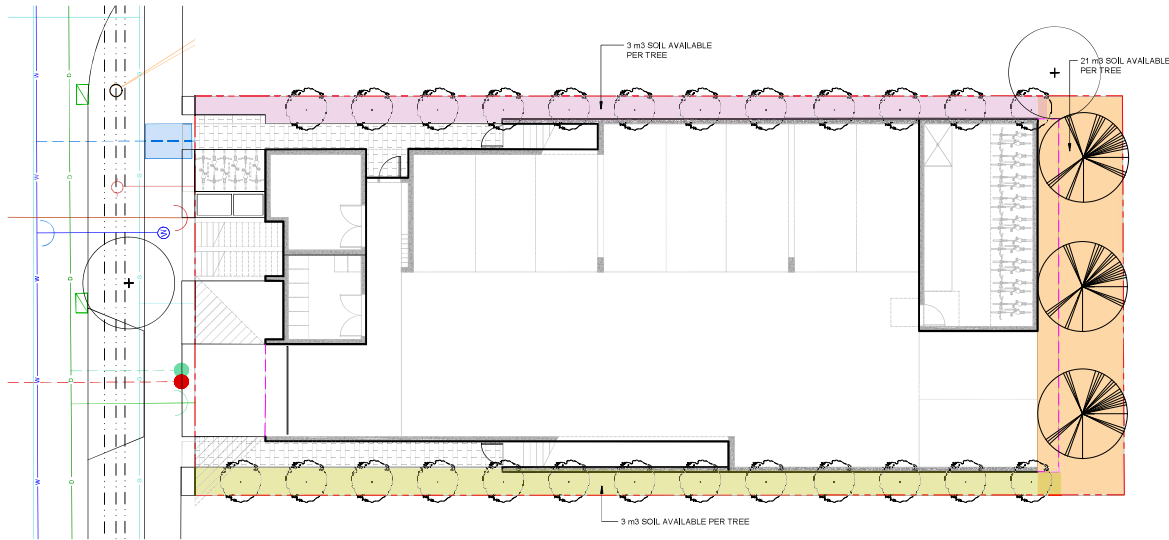 3 m3 SOIL AVAILABLE
PER TREE
21 m3 SOIL AVAILABLE
PER TREE
W
D
W
D
W
W
D
W
D
3 m3 SOIL AVAILABLE PER TREE